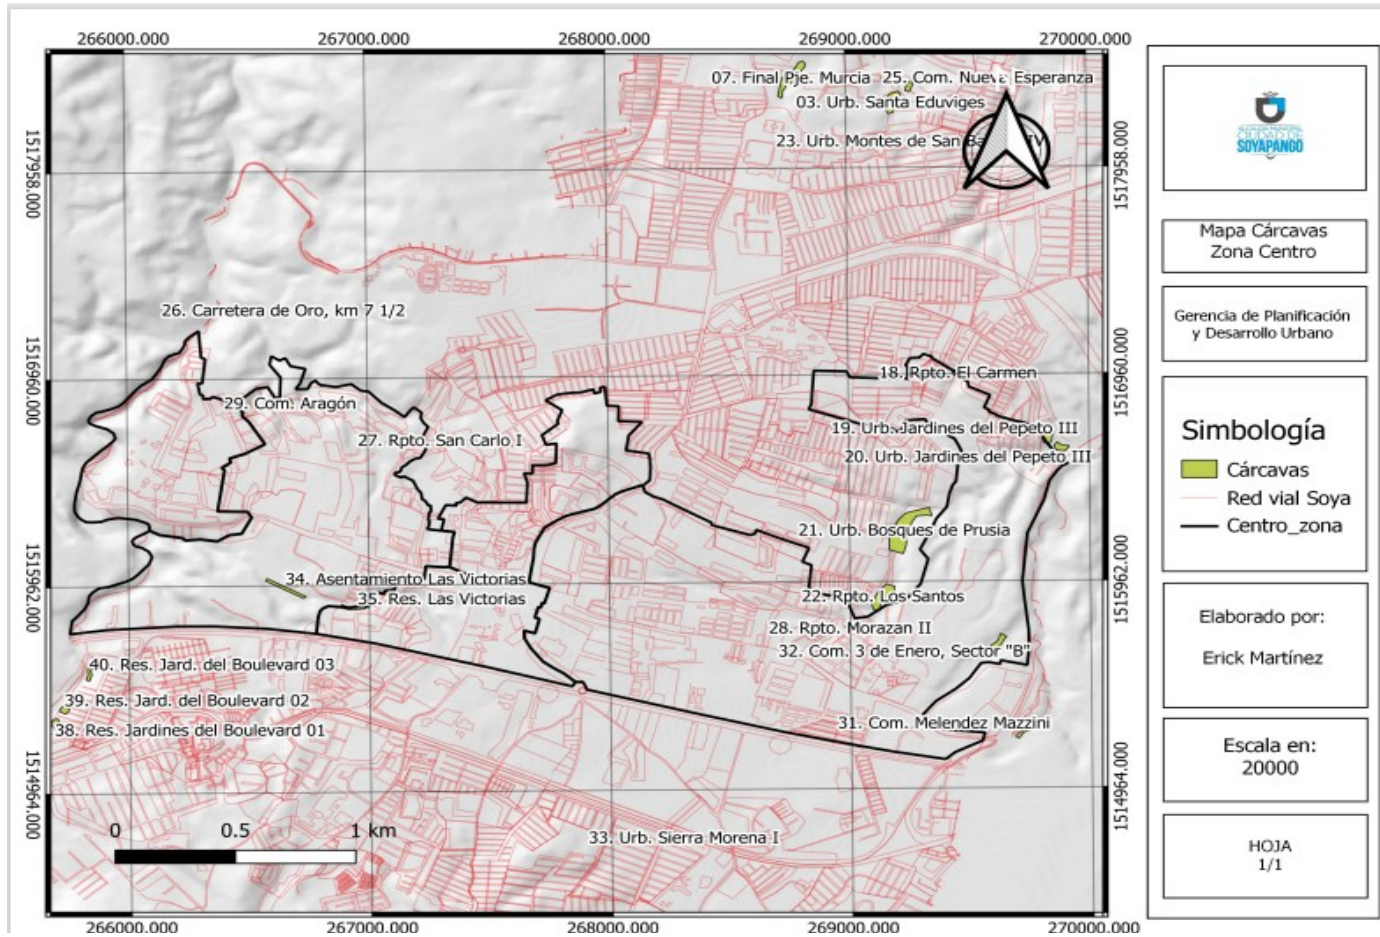 266000.000 267000.000 268000.000 269000.000 270000.000
07. Final Pje. Murcia 25. Com. Nueva Esperanza
03. Urb. Santa Eduviges
23. Urb. Montes de San Ba IV
1517958.000 1517958.000
26. Carretera de Oro, km 7 1/2
1516960.000 1516960.000
18. Rpto. El Carmen
29. Com. Aragón
19. Urb. Jardines del Pepeto III
27. Rpto. San Carlo I
20. Urb. Jardines del Pepeto III
21. Urb. Bosques de Prusia
1515962.000 1515962.000
34. Asentamiento Las Victorias
35. Res. Las Victorias
22. Rpto. Los Santos
28. Rpto. Morazan II
32. Com. 3 de Enero, Sector "B"
40. Res. Jard. del Boulevard 03
39. Res. Jard. del Boulevard 02
31. Com. Melendez Mazzini
38. Res. Jardines del Boulevard 01
1514964.000 1514964.000
0 0.5 1 km
33. Urb. Sierra Morena I
266000.000 267000.000 268000.000 269000.000 270000.000
ALCALDÍA MUNICIPAL
CIUDAD DE
SOYAPANGO
Mapa Cárcavas
Zona Centro
Gerencia de Planificación
y Desarrollo Urbano
Simbología
Cárcavas
Red vial Soya
Centro_zona
Elaborado por:
Erick Martínez
Escala en:
20000
HOJA
1/1